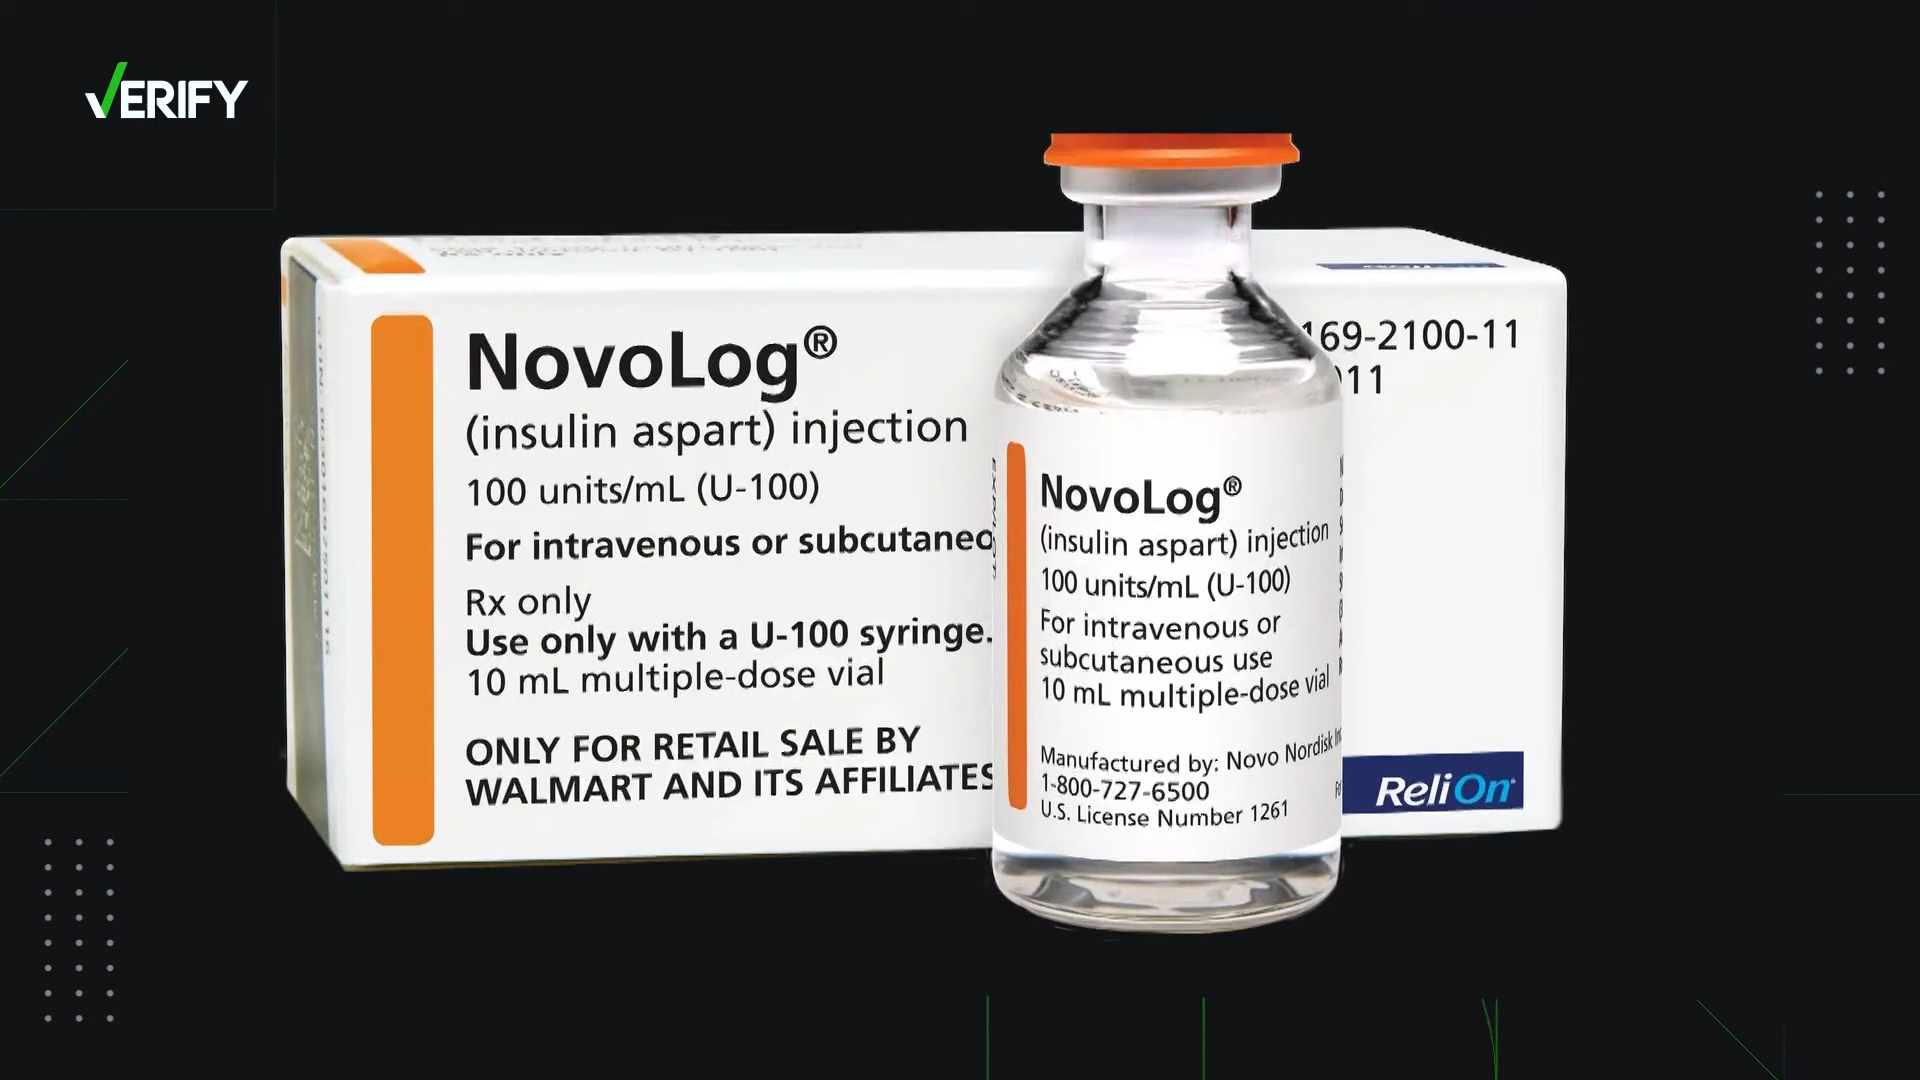 VERIFY
NovoLog®
(insulin aspart) injection
100 units/mL (U-100)
For intravenous or subcutaneo
Rx only
Use only with a U-100 syringe.
10 mL multiple-dose vial
ONLY FOR RETAIL SALE BY
WALMART AND ITS AFFILIATES
169-2100-11
11
ReliOn
NovoLog®
(insulin aspart) injection
100 units/mL (U-100)
For intravenous or
subcutaneous use
10 mL multiple-dose vial
Manufactured by: Novo Nordisk
1-800-727-6500
U.S. License Number 1261